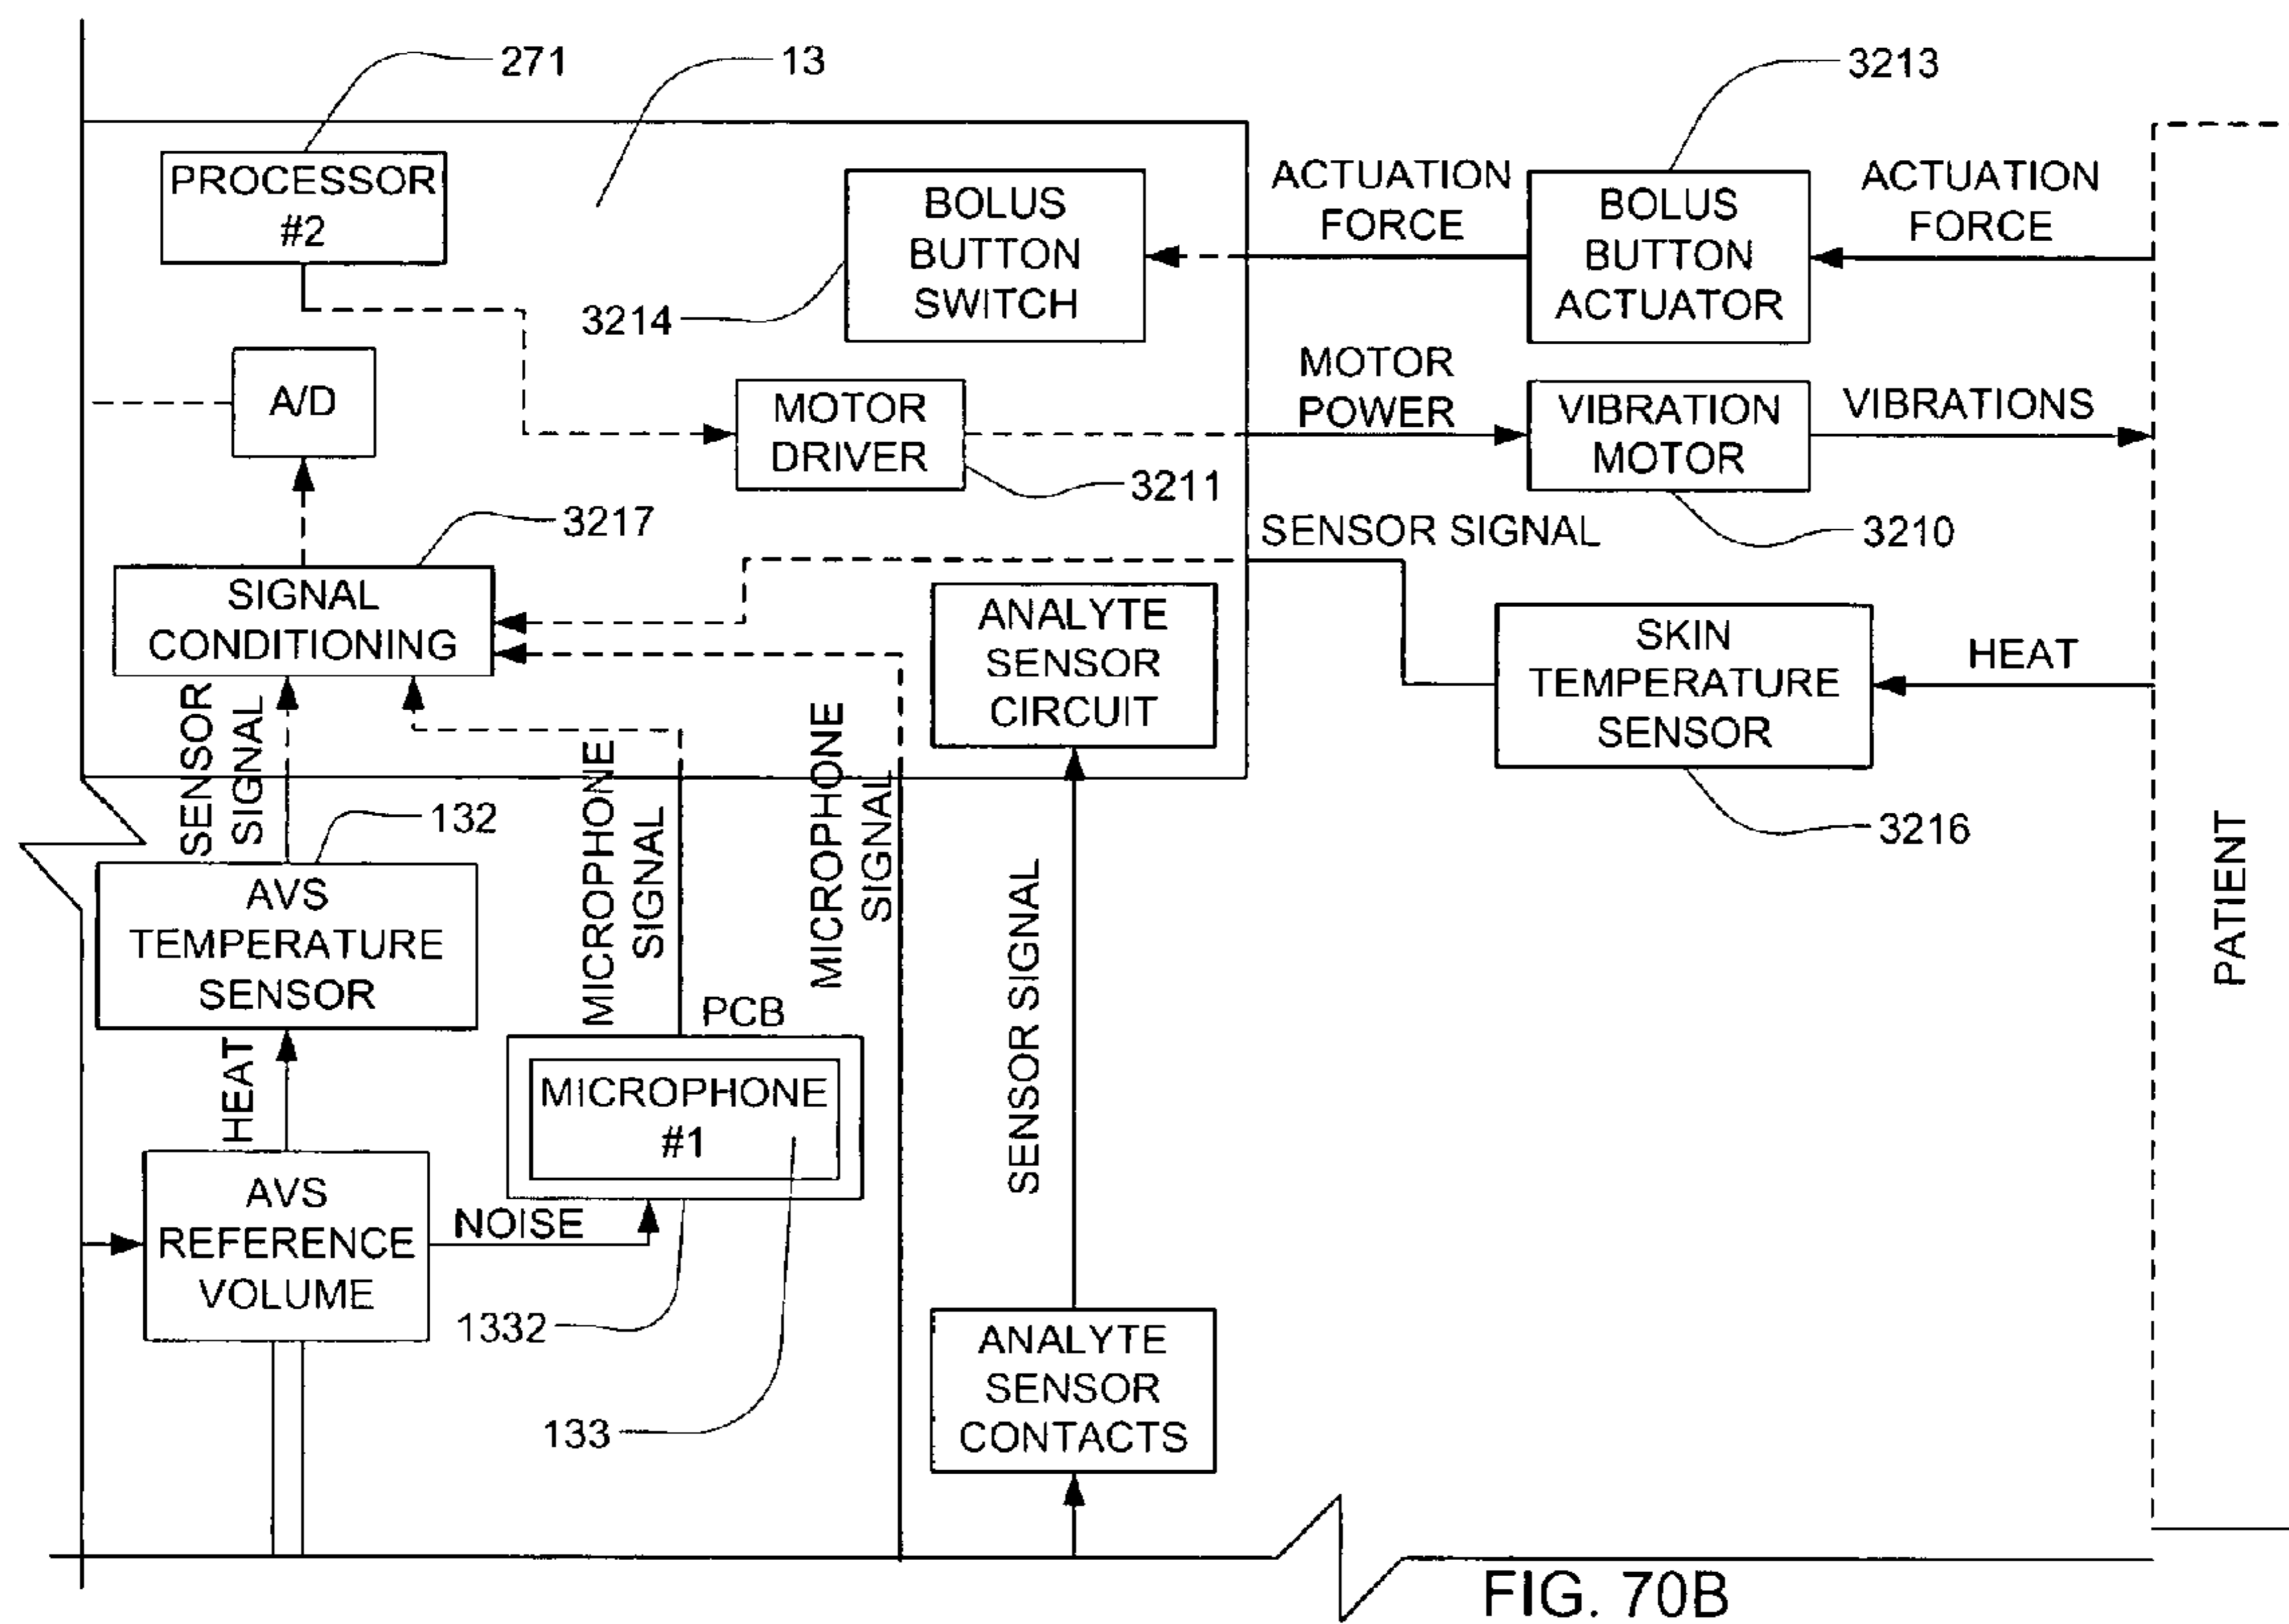 271
13
3213
PROCESSOR
#2
BOLUS
BUTTON
SWITCH
ACTUATION
FORCE
BOLUS
BUTTON
ACTUATOR
ACTUATION
FORCE
3214
A/D
MOTOR
DRIVER
MOTOR
POWER
VIBRATION
MOTOR
VIBRATIONS
3211
3217
SENSOR SIGNAL
3210
SIGNAL
CONDITIONING
ANALYTE
SENSOR
CIRCUIT
SKIN
TEMPERATURE
SENSOR
HEAT
SENSOR
SIGNAL
MICROPHONE
SIGNAL
MICROPHONE
SIGNAL
132
3216
PATIENT
AVS
TEMPERATURE
SENSOR
SENSOR SIGNAL
PCB
HEAT
MICROPHONE
#1
AVS
REFERENCE
VOLUME
NOISE
1332
133
ANALYTE
SENSOR
CONTACTS
FIG. 70B